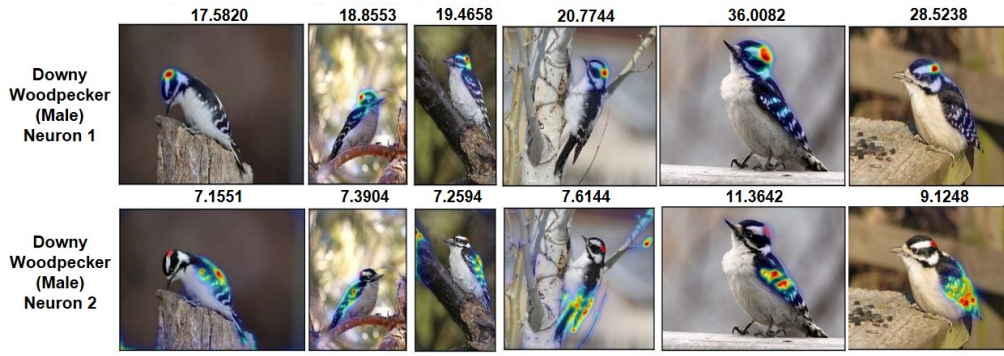 17.5820 18.8553 19.4658 20.7744 36.0082 28.5238
Downy
Woodpecker
(Male)
Neuron 1
7.1551 7.3904 7.2594 7.6144 11.3642 9.1248
Downy
Woodpecker
(Male)
Neuron 2